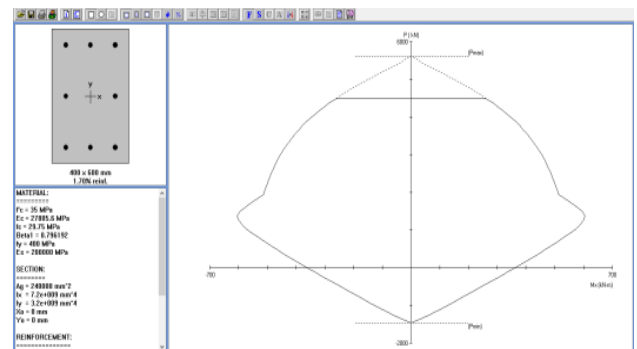 F S
P (kN)
6000
(Pmax)
y
x
400 x 600 mm
1.70% reinf.
MATERIAL:
=========
f'c = 35 MPa
Ec = 27805.6 MPa
fc = 29.75 MPa
Beta1 = 0.796192
fy = 400 MPa
Es = 200000 MPa
SECTION:
========
Ag = 240000 mm^2
Ix = 7.2e+009 mm^4
Iy = 3.2e+009 mm^4
Xo = 0 mm
Yo = 0 mm
REINFORCEMENT:
==============
700
700
Mx (kN-m)
(Pmin)
-2000